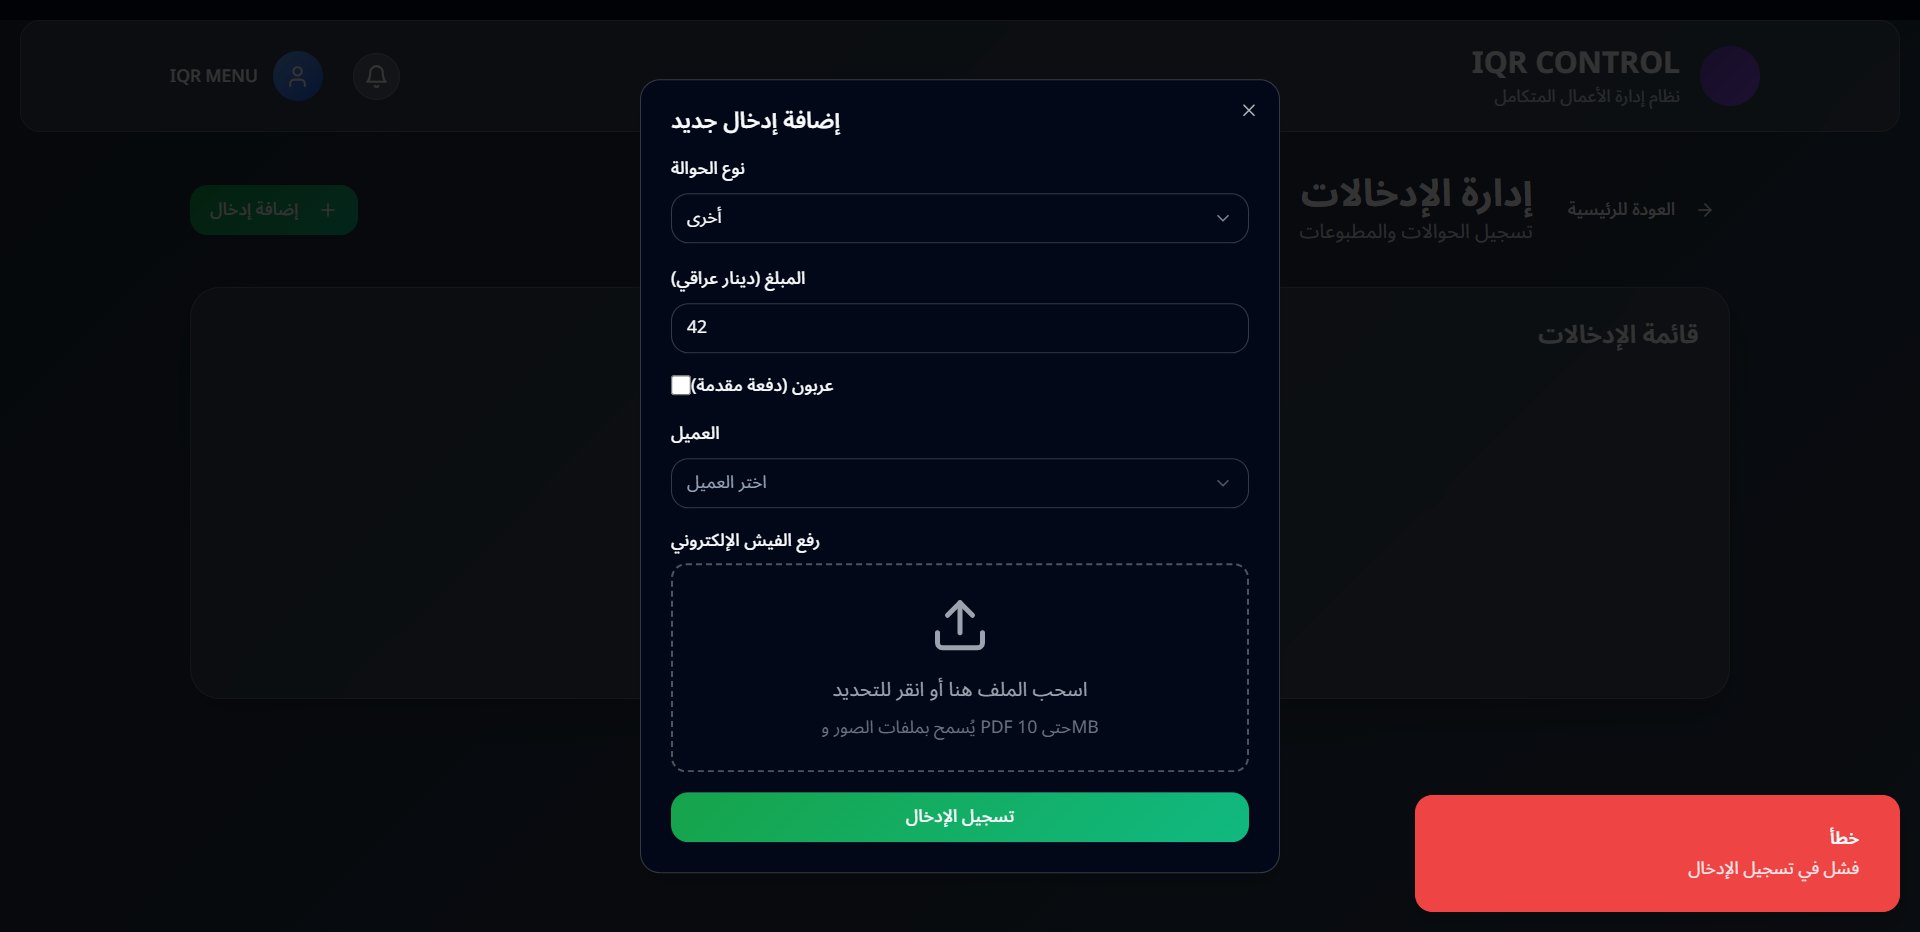 IQR CONTROL
نظام إدارة الأعمال المتكامل
IQR MENU
العودة للرئيسية
إدارة الإدخالات
تسجيل الحوالات والمطبوعات
إضافة إدخال
قائمة الإدخالات
إضافة إدخال جديد
نوع الحوالة
أخرى
المبلغ (دينار عراقي)
42
عربون (دفعة مقدمة)
العميل
اختر العميل
رفع الفيش الإلكتروني
اسحب الملف هنا أو انقر للتحديد
يُسمح بملفات الصور و PDF حتى 10MB
تسجيل الإدخال
خطأ
فشل في تسجيل الإدخال